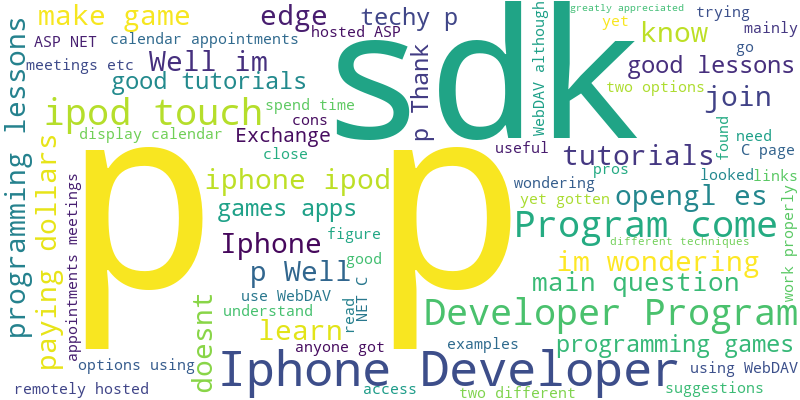 make game
edge
techy p
greatly appreciated
trying
yet
mainly
know
go
ASP NET
calendar appointments
hosted ASP
Well im
meetings etc
good tutorials
sdk
p Thank
WebDAV although
good lessons
two options
join
programming lessons
ipod touch
spend time
cons
display calendar
Exchange
close
useful
tutorials
found
need
C page
paying dollars
p p
iphone ipod
pros
looked
links
wondering
yet gotten
opengl es
games apps
Program come
Iphone
figure
different techniques
work properly
appointments meetings
good
im wondering
p Well
NET C
main question
use WebDAV
read
understand
doesnt
learn
Developer Program
anyone got
examples
programming games
options using
Iphone Developer
using WebDAV
remotely hosted
access
two different
suggestions